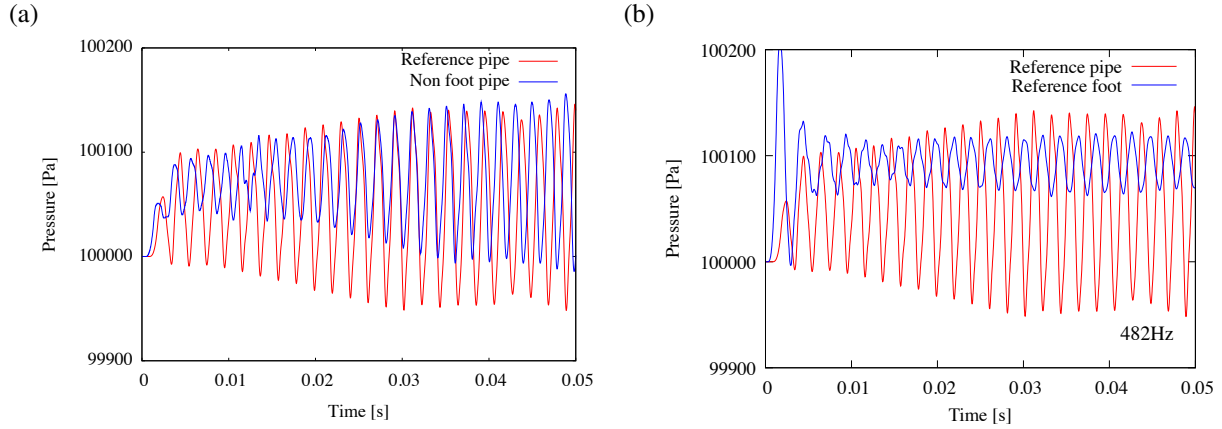 (a)
100200
100100
100000
99900
Pressure [Pa]
Reference pipe
Non foot pipe
0
0.01
0.02
0.03
0.04
0.05
Time [s]
(b)
100200
100100
100000
99900
Pressure [Pa]
Reference pipe
Reference foot
482Hz
0
0.01
0.02
0.03
0.04
0.05
Time [s]